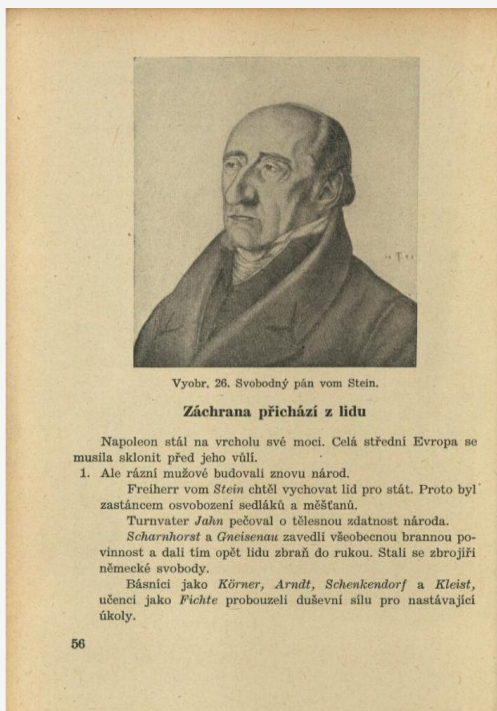 Vyobr. 26. Svobodný pán vom Stein.
Záchrana přichází z lidu
Napoleon stál na vrcholu své moci. Celá střední Evropa se
musila sklonit před jeho vůlí.
1. Ale rázní mužové budovali znovu národ.
Freiherr vom Stein chtěl vychovat lid pro stát. Proto byl
zastáncem osvobození sedláků a měšťanů.
Turnvater Jahn pečoval o tělesnou zdatnost národa.
Scharnhorst a Gneisenau zavedli všeobecnou brannou po-
vinnost a dali tím opět lidu zbraň do rukou. Stali se zbrojíři
německé svobody.
Básníci jako Körner, Arndt, Schenkendorf a Kleist,
učenci jako Fichte probouzeli duševní sílu pro nastávající
úkoly.
56